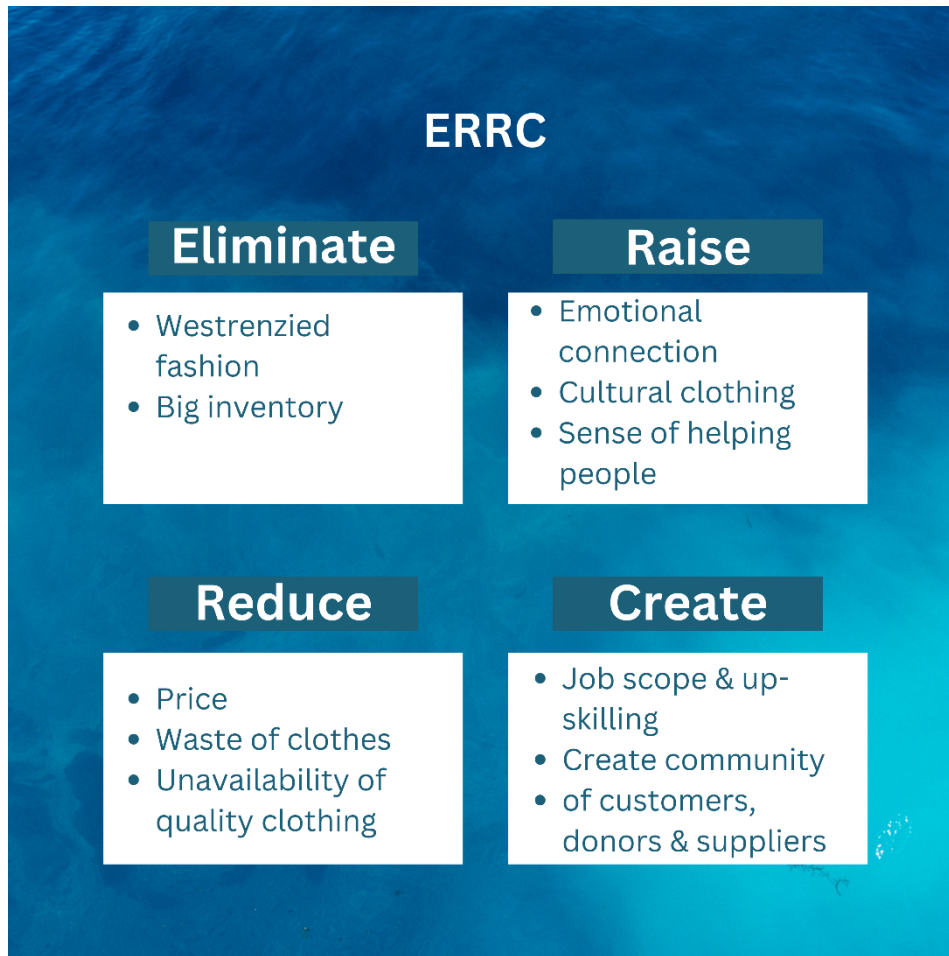 ERRC
Eliminate
• Westrenzied
fashion
• Big inventory
Raise
• Emotional
connection
• Cultural clothing
• Sense of helping
people
Reduce
• Price
• Waste of clothes
• Unavailability of
quality clothing
Create
• Job scope & up-
skilling
• Create community
• of customers,
donors & suppliers